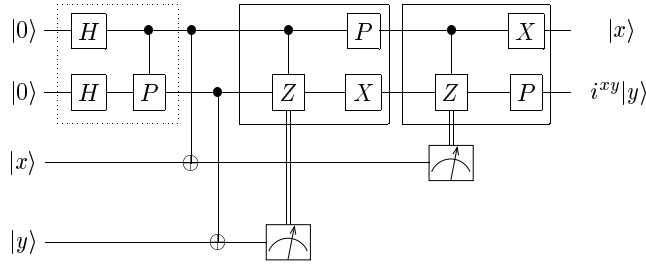 |0⟩ H P |x⟩
|0⟩ H P Z X Z P i^{xy}|y⟩
X
|x⟩
|y⟩